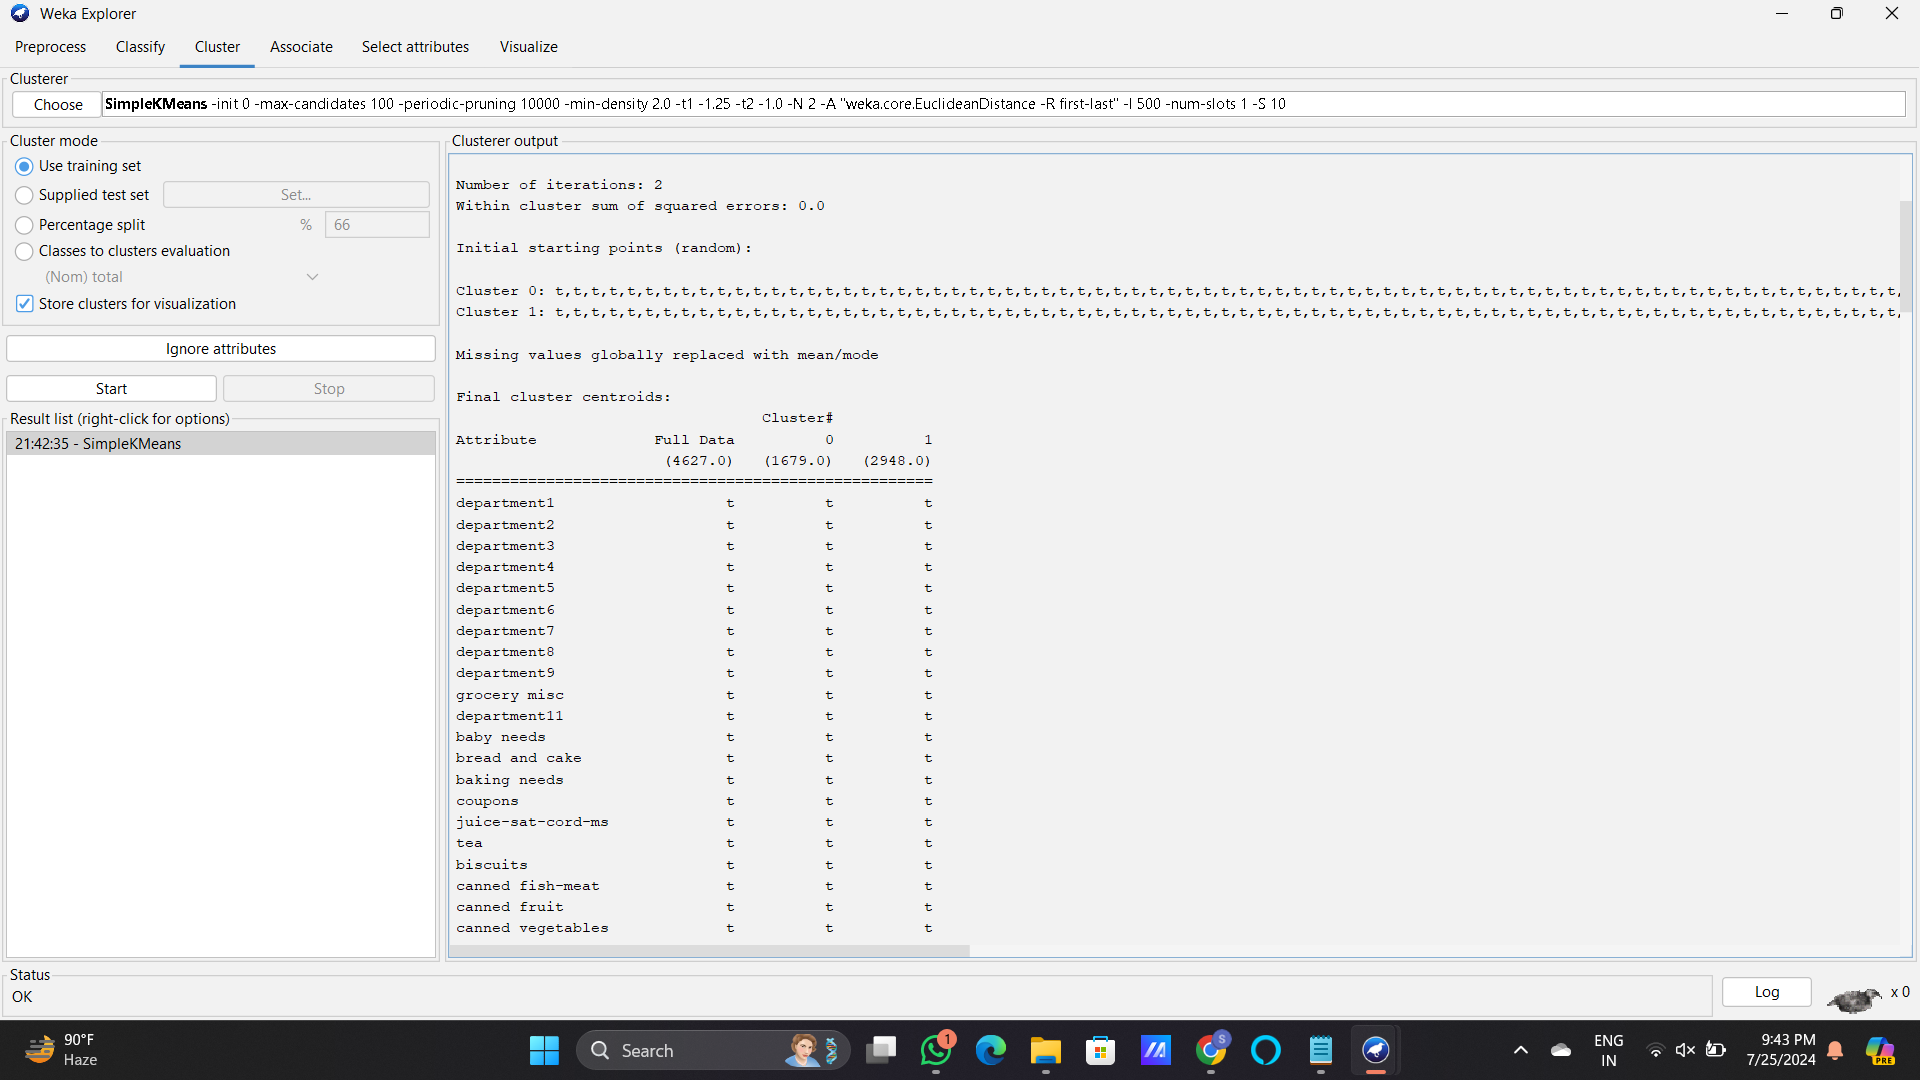 Weka Explorer
Preprocess Classify Cluster Associate Select attributes Visualize
Clusterer
Choose SimpleKMeans -init 0 -max-candidates 100 -periodic-pruning 10000 -min-density 2.0 -t1 -1.25 -t2 -1.0 -N 2 -A "weka.core.EuclideanDistance -R first-last" -I 500 -num-slots 1 -S 10
Cluster mode
Use training set
Supplied test set Set...
Percentage split % 66
Classes to clusters evaluation
(Nom) total
Store clusters for visualization
Ignore attributes
Start Stop
Result list (right-click for options)
21:42:35 - SimpleKMeans
Clusterer output
Number of iterations: 2
Within cluster sum of squared errors: 0.0
Initial starting points (random):
Cluster 0: t,t,t,t,t,t,t,t,t,t,t,t,t,t,t,t,t,t,t,t,t,t,t,t,t,t,t,t,t,t,t,t,t,t,t,t,t,t,t,t,t,t,t,t,t,t,t,t,t,t,t,t,t,t,t,t,t,t,t,t,t,t,t,t,t,t,t,t,t,t,t,t,t,t,t,
Cluster 1: t,t,t,t,t,t,t,t,t,t,t,t,t,t,t,t,t,t,t,t,t,t,t,t,t,t,t,t,t,t,t,t,t,t,t,t,t,t,t,t,t,t,t,t,t,t,t,t,t,t,t,t,t,t,t,t,t,t,t,t,t,t,t,t,t,t,t,t,t,t,t,t,t,t,t,
Missing values globally replaced with mean/mode
Final cluster centroids:
Cluster#
Attribute Full Data 0 1
(4627.0) (1679.0) (2948.0)
=====================================================
department1 t t t
department2 t t t
department3 t t t
department4 t t t
department5 t t t
department6 t t t
department7 t t t
department8 t t t
department9 t t t
grocery misc t t t
department11 t t t
baby needs t t t
bread and cake t t t
baking needs t t t
coupons t t t
juice-sat-cord-ms t t t
tea t t t
biscuits t t t
canned fish-meat t t t
canned fruit t t t
canned vegetables t t t
Status
OK
Log x 0
90°F
Haze
Search
1
S
ENG
IN
9:43 PM
7/25/2024
PRE